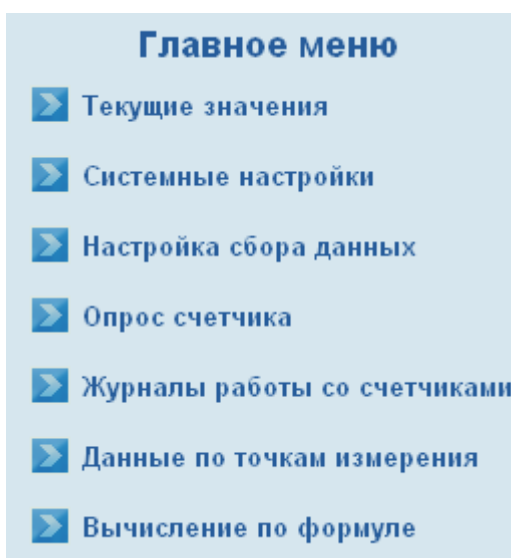 Главное меню
Текущие значения
Системные настройки
Настройка сбора данных
Опрос счетчика
Журналы работы со счетчиками
Данные по точкам измерения
Вычисление по формуле